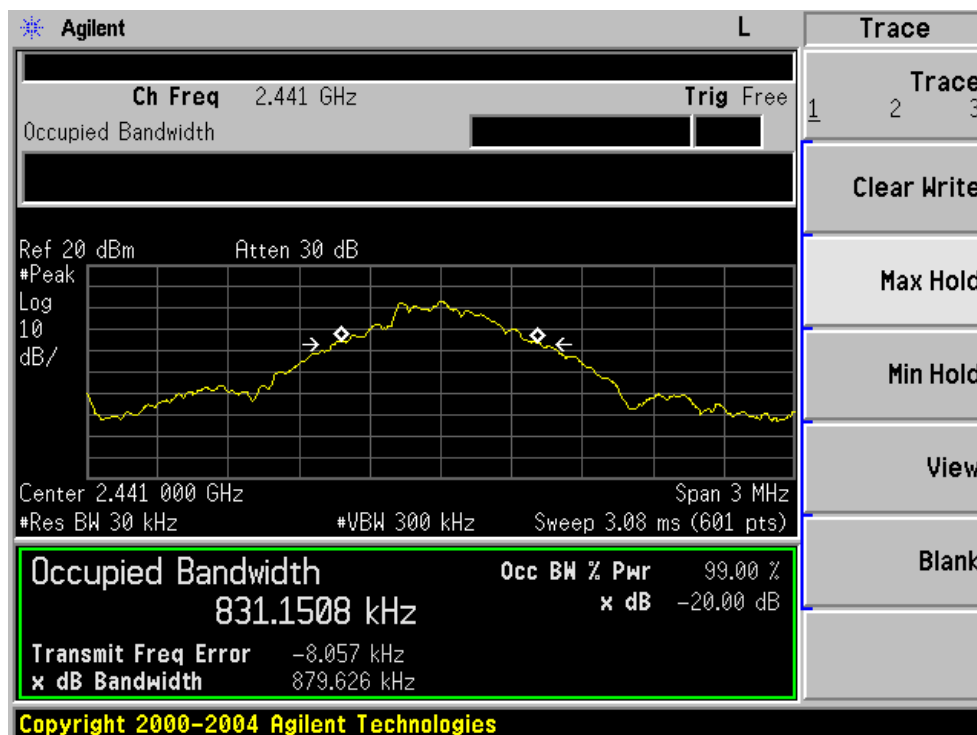 Agilent L Trace
Ch Freq 2.441 GHz Trig Free
Occupied Bandwidth
Trace
1 2 3
Clear Write
Max Hold
Min Hold
View
Blank
Ref 20 dBm Atten 30 dB
#Peak
Log
10
dB/
Center 2.441 000 GHz Span 3 MHz
#Res BW 30 kHz #VBW 300 kHz Sweep 3.08 ms (601 pts)
Occupied Bandwidth
831.1508 kHz
Occ BW % Pwr 99.00 %
x dB -20.00 dB
Transmit Freq Error -8.057 kHz
x dB Bandwidth 879.626 kHz
Copyright 2000-2004 Agilent Technologies